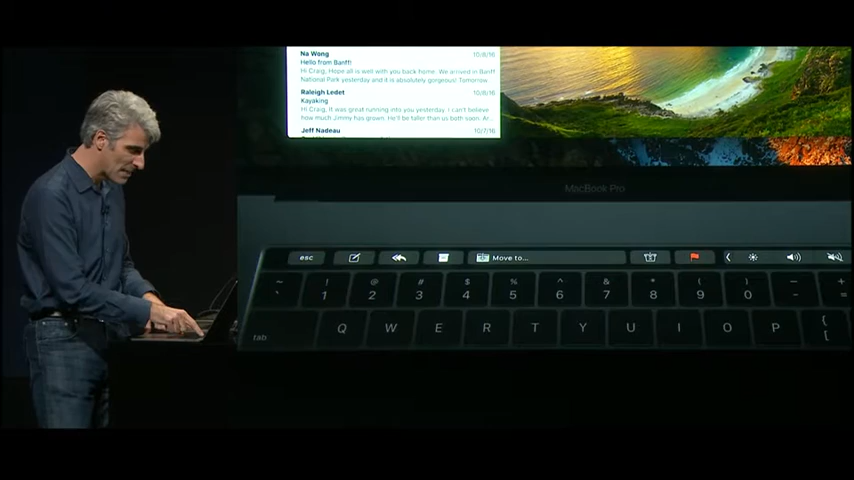 Na Wong 10/8/16
Hello from Banff!
Hi Craig, Hope all is well with you back home. We arrived in Banff
National Park yesterday and it is absolutely gorgeous! Tomorrow
Raleigh Ledet 10/8/16
Kayaking
Hi Craig, It was great running into you yesterday. I can't believe
how much Jimmy has grown. He'll be taller than us both soon. Ar...
Jeff Nadeau 10/7/16
MacBook Pro
esc Move to...
~ ! @ # $ % ^ & * ( ) - +
` 1 2 3 4 5 6 7 8 9 0 - =
tab Q W E R T Y U I O P { [